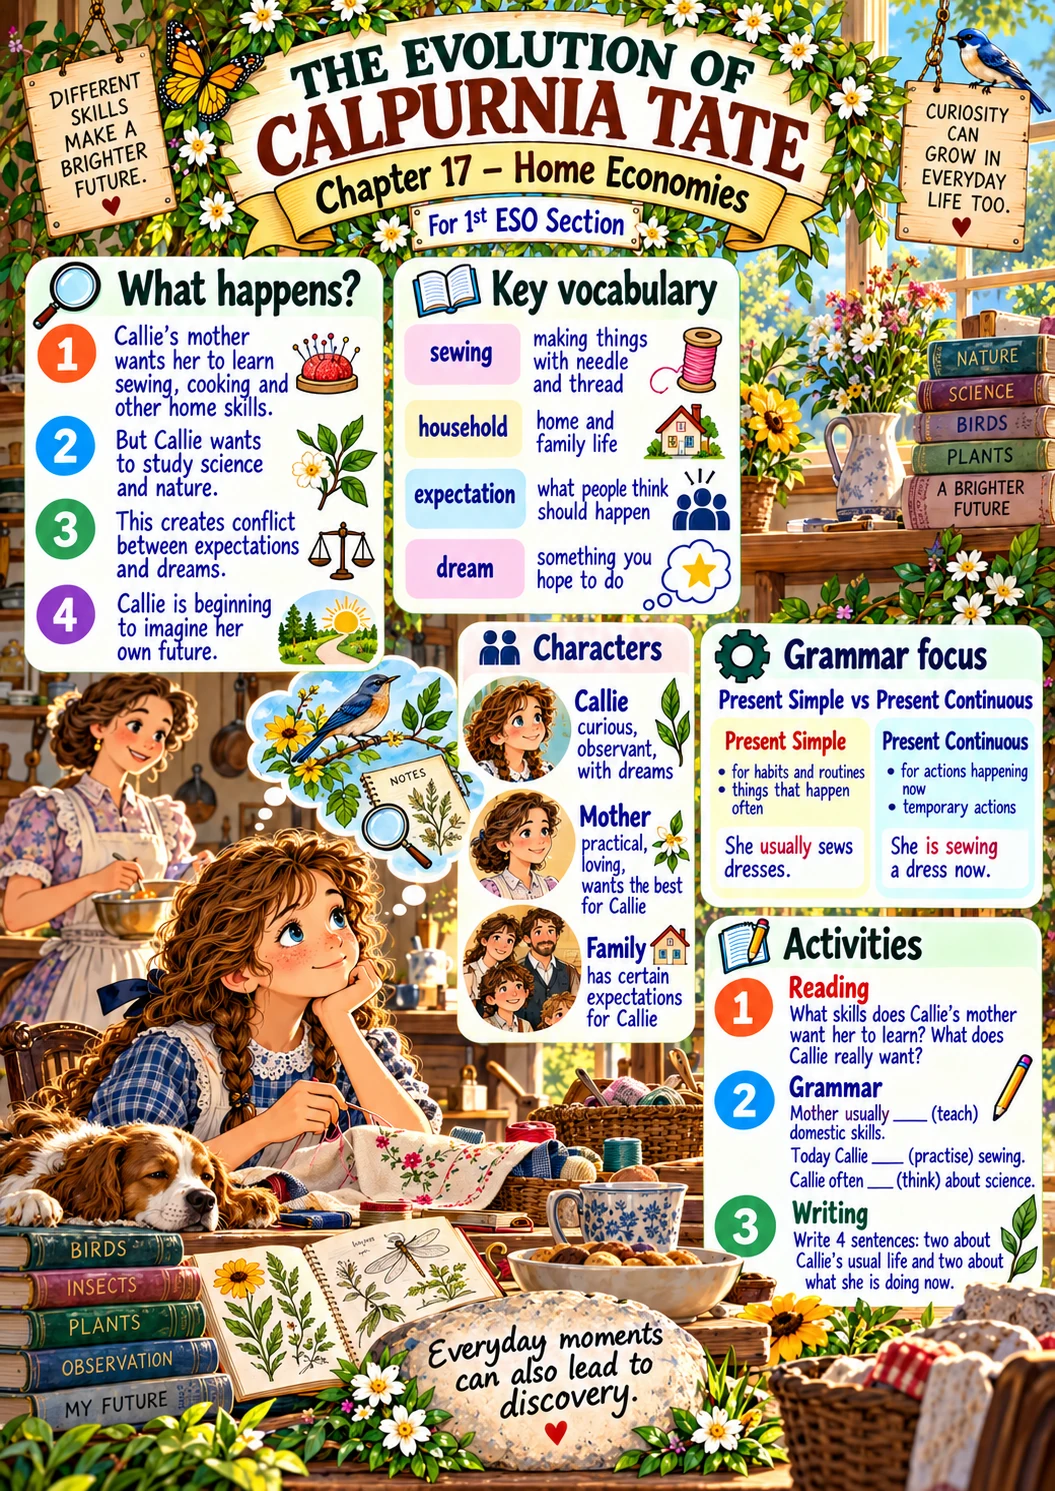 DIFFERENT
SKILLS
MAKE A
BRIGHTER
FUTURE.
THE EVOLUTION OF
CALPURNIA TATE
Chapter 17 – Home Economies
For 1st ESO Section
CURIOSITY
CAN
GROW IN
EVERYDAY
LIFE TOO.
What happens?
1
Callie's mother
wants her to learn
sewing, cooking and
other home skills.
2
But Callie wants
to study science
and nature.
3
This creates conflict
between expectations
and dreams.
4
Callie is beginning
to imagine her
own future.
Key vocabulary
sewing
making things
with needle
and thread
household
home and
family life
expectation
what people think
should happen
dream
something you
hope to do
NATURE
SCIENCE
BIRDS
PLANTS
A BRIGHTER
FUTURE
NOTES
Characters
Callie
curious,
observant,
with dreams
Mother
practical,
loving,
wants the best
for Callie
Family
has certain
expectations
for Callie
Grammar focus
Present Simple vs Present Continuous
Present Simple
• for habits and routines
• things that happen
often
She usually sews
dresses.
Present Continuous
• for actions happening
now
• temporary actions
She is sewing
a dress now.
Activities
1
Reading
What skills does Callie's mother
want her to learn? What does
Callie really want?
2
Grammar
Mother usually ____ (teach)
domestic skills.
Today Callie ____ (practise) sewing.
Callie often ___ (think) about science.
3
Writing
Write 4 sentences: two about
Callie's usual life and two about
what she is doing now.
BIRDS
INSECTS
PLANTS
OBSERVATION
MY FUTURE
Everyday moments
can also lead to
discovery.